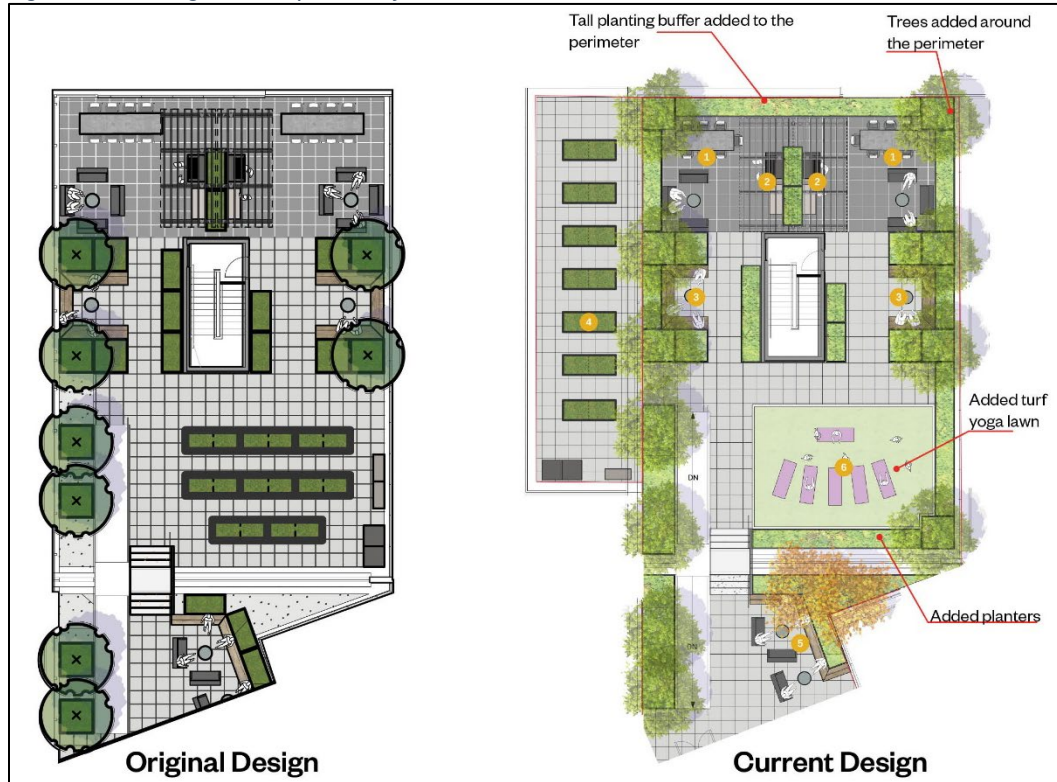 Tall planting buffer added to the
perimeter
Trees added around
the perimeter
1
1
2
2
3
3
4
Added turf
yoga lawn
6
DN
Added planters
5
DN
Original Design
Current Design